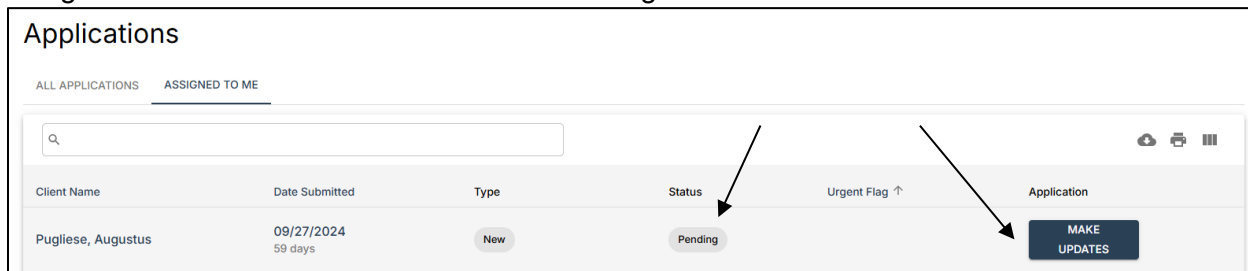 Applications
ALL APPLICATIONS ASSIGNED TO ME
Client Name Date Submitted Type Status Urgent Flag ↑ Application
Pugliese, Augustus 09/27/2024 New Pending MAKE
59 days UPDATES